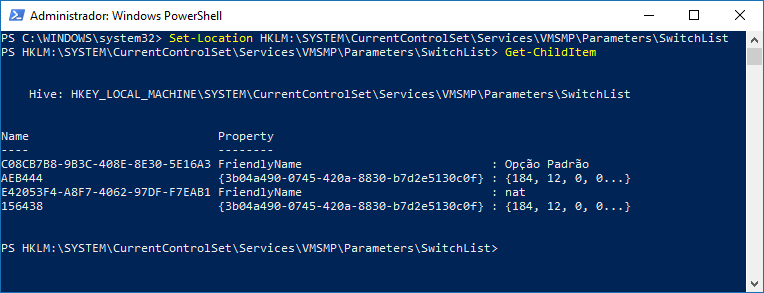 Administrador: Windows PowerShell
PS C:\WINDOWS\system32> Set-Location HKLM:\SYSTEM\CurrentControlSet\Services\VMSMP\Parameters\SwitchList
PS HKLM:\SYSTEM\CurrentControlSet\Services\VMSMP\Parameters\SwitchList> Get-ChildItem
Hive: HKEY_LOCAL_MACHINE\SYSTEM\CurrentControlSet\Services\VMSMP\Parameters\SwitchList
Name Property
---- --------
C08CB7B8-9B3C-408E-8E30-5E16A3 FriendlyName : Opção Padrão
AEB444 {3b04a490-0745-420a-8830-b7d2e5130c0f} : {184, 12, 0, 0...}
E42053F4-A8F7-4062-97DF-F7EAB1 FriendlyName : nat
156438 {3b04a490-0745-420a-8830-b7d2e5130c0f} : {184, 12, 0, 0...}
PS HKLM:\SYSTEM\CurrentControlSet\Services\VMSMP\Parameters\SwitchList>